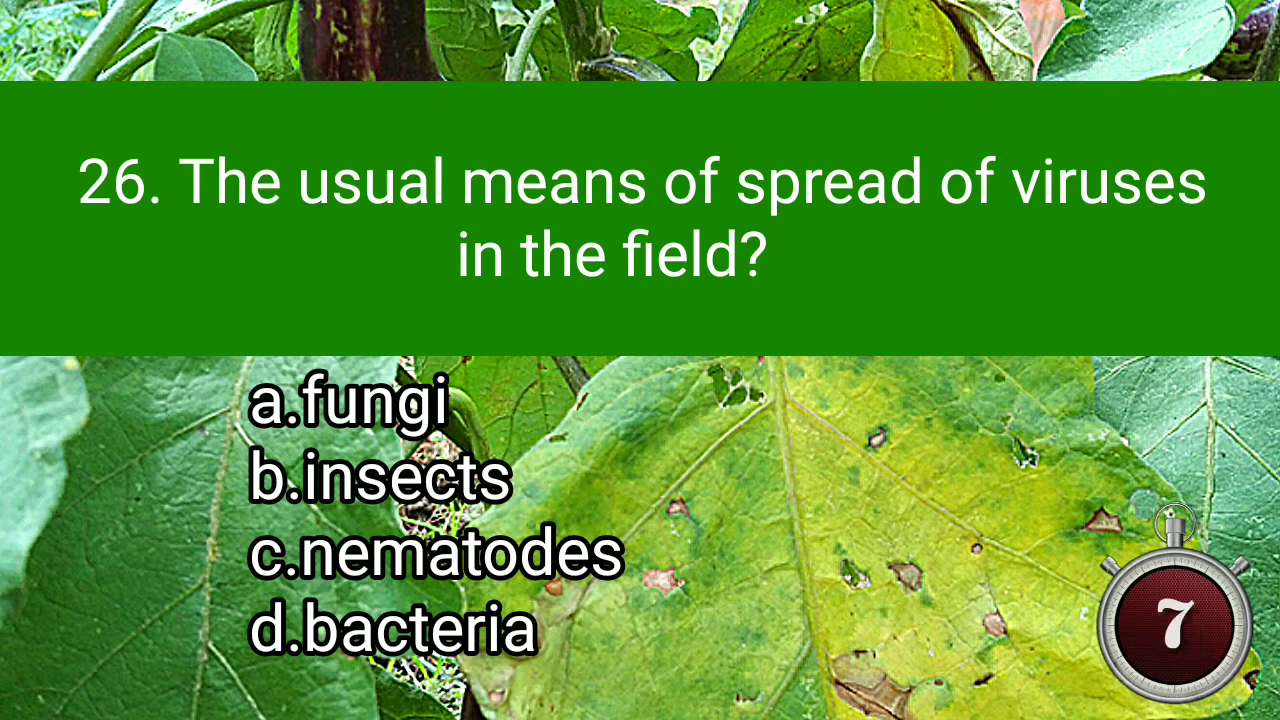 26. The usual means of spread of viruses
in the field?
a.fungi
b.insects
c.nematodes
d.bacteria
7